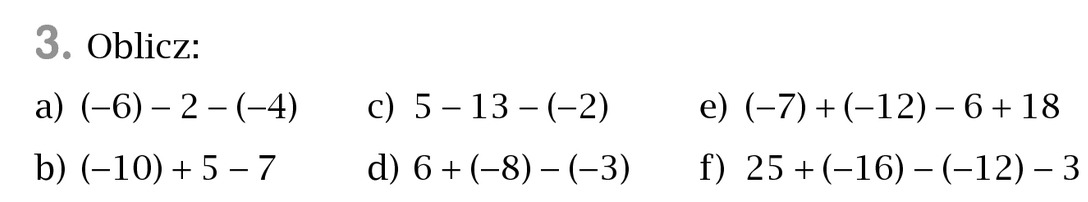 3. Oblicz:
a) (–6) – 2 – (–4) c) 5 – 13 – (–2) e) (–7) + (–12) – 6 + 18
b) (–10) + 5 – 7 d) 6 + (–8) – (–3) f) 25 + (–16) – (–12) – 3